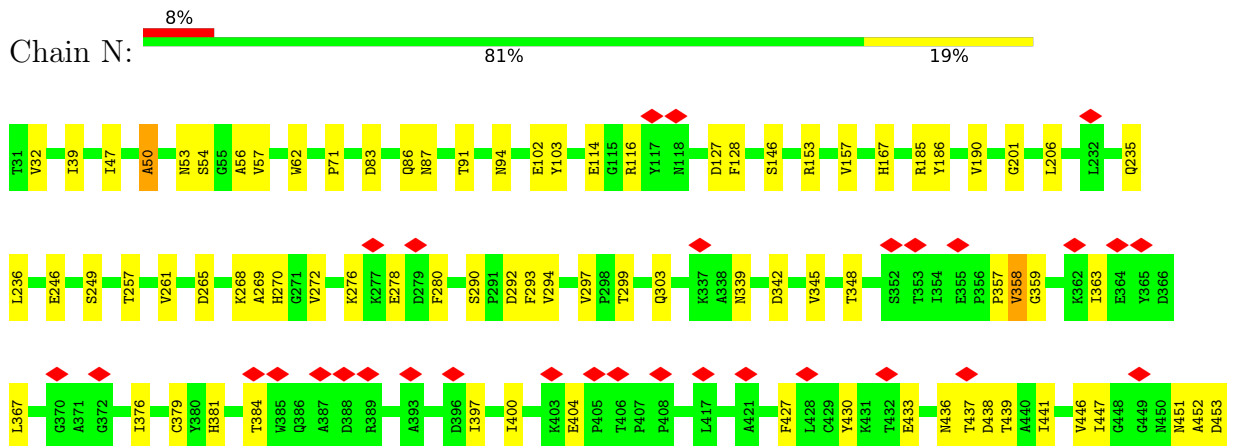 8%
Chain N:
81% 19%
T31 V32 I39 I47 A50 N53 S54 G55 A56 V57 W62 P71 D83 Q86 N87 T91 N94 E102 Y103 E114 G115 R116 Y117 N118 D127 F128 S146 R153 V157 H167 R185 Y186 V190 G201 L206 L232 Q235
L236 E246 S249 T257 V261 D265 K268 A269 H270 G271 V272 K276 K277 E278 D279 F280 S290 P291 D292 F293 V294 V297 P298 T299 Q303 K337 A338 N339 D342 V345 T348 S352 T353 I354 E355 P356 P357 V358 G359 K362 I363 E364 Y365 D366
L367 G370 A371 G372 I376 C379 Y380 H381 T384 W385 Q386 A387 D388 R389 A393 D396 I397 I400 K403 E404 P405 T406 P407 P408 L417 A421 F427 L428 C429 Y430 K431 T432 E433 N436 T437 D438 T439 A440 I441 V446 I447 G448 G449 N450 N451 A452 D453